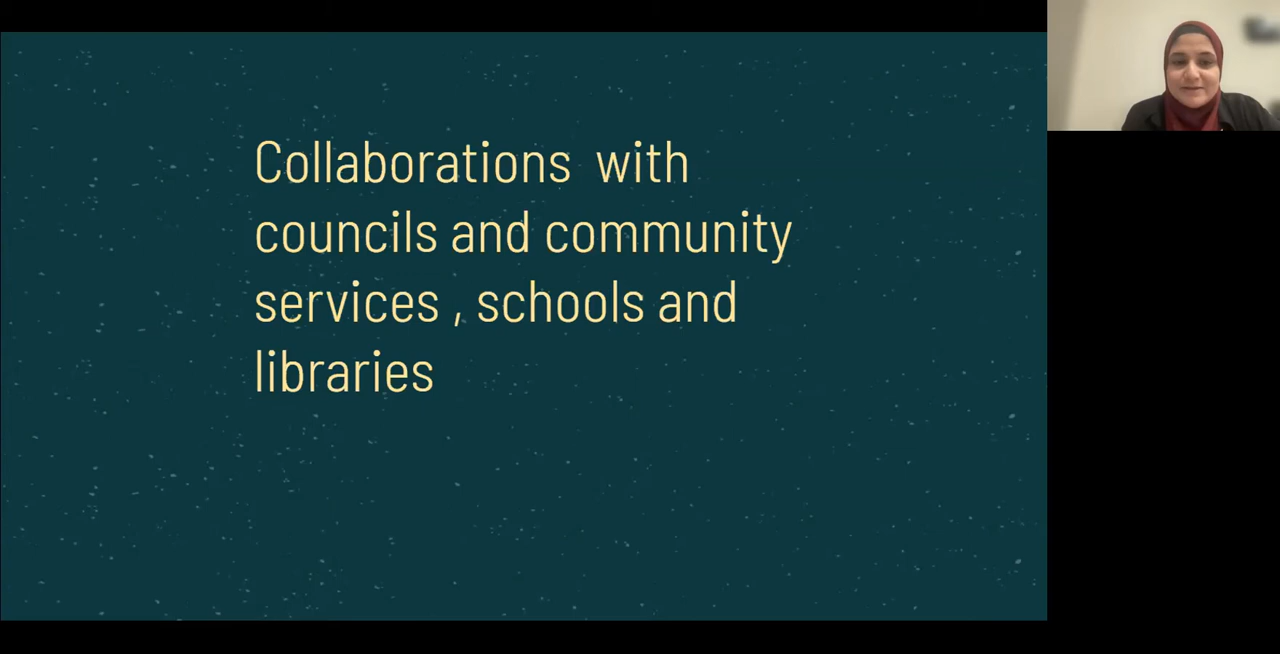 Collaborations  with
councils and community
services , schools and
libraries